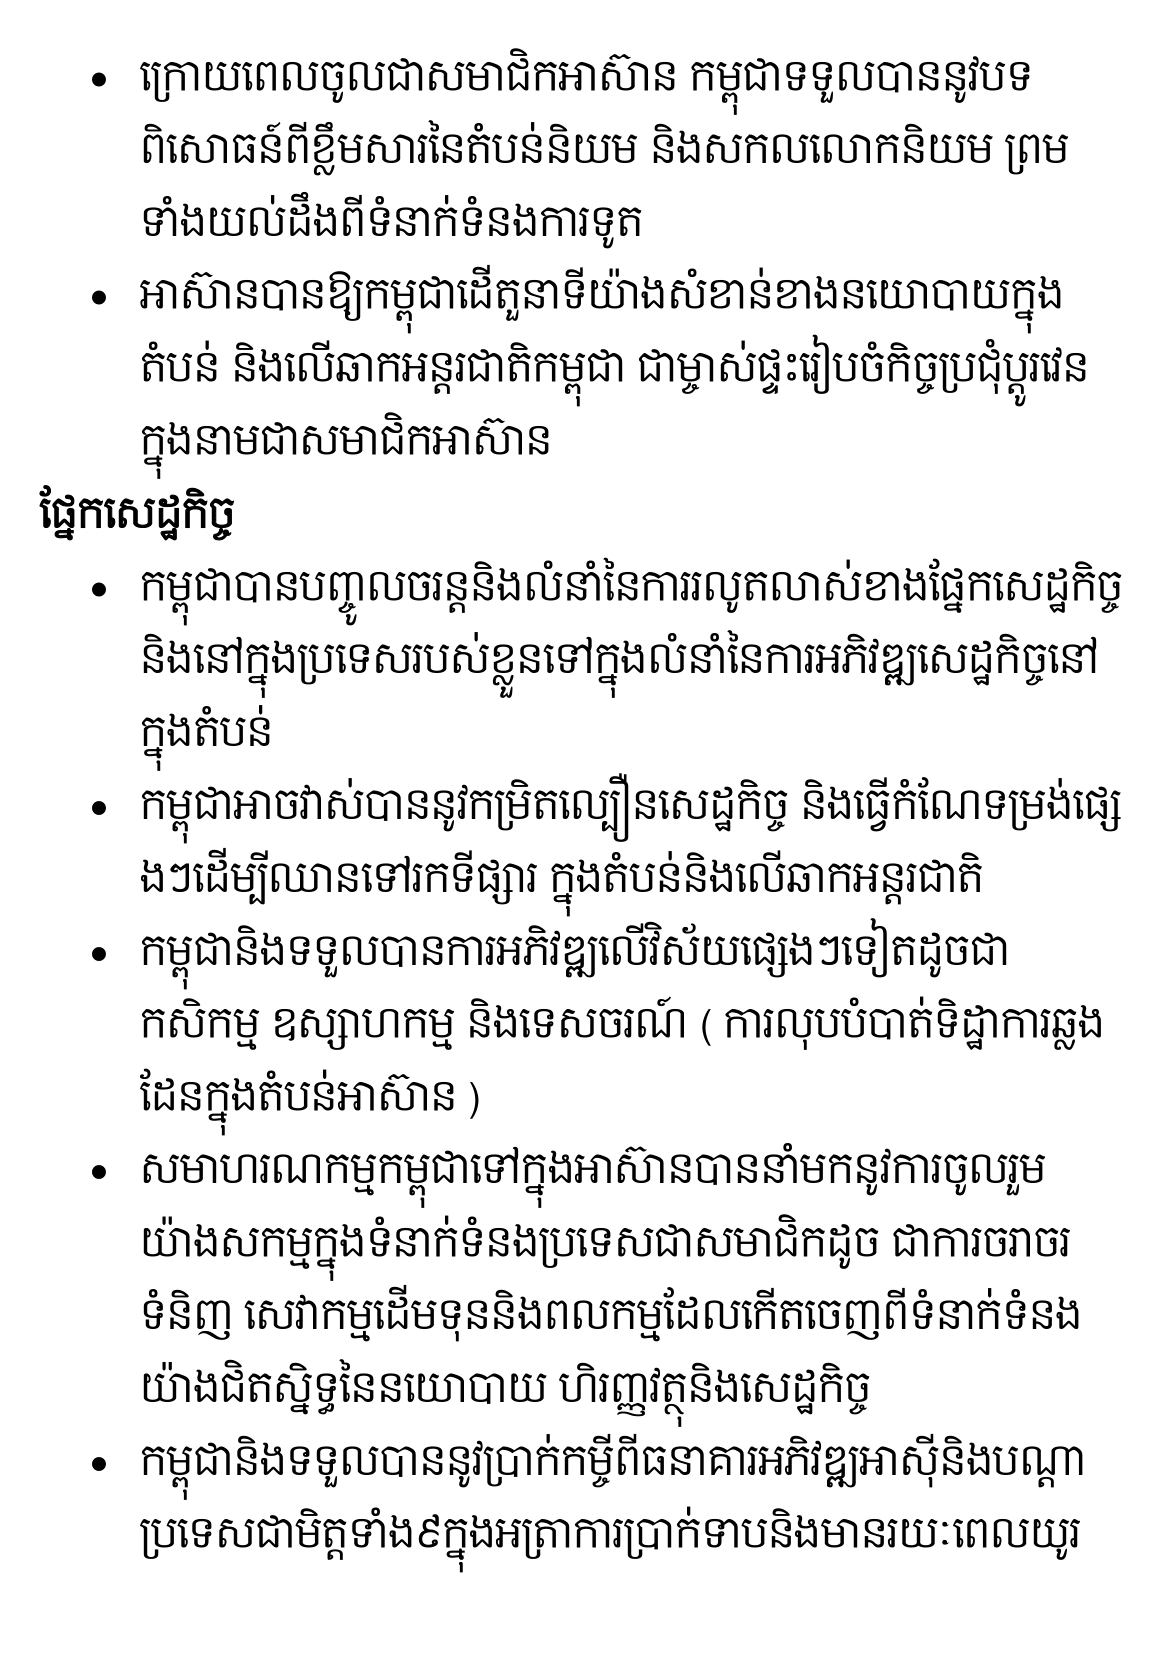 • ក្រោយពេលចូលជាសមាជិកអាស៊ាន កម្ពុជាទទួលបាននូវបទ
ពិសោធន៍ពីខ្លឹមសារនៃតំបន់និយម និងសកលលោកនិយម ព្រម
ទាំងយល់ដឹងពីទំនាក់ទំនងការទូត
• អាស៊ានបានឱ្យកម្ពុជាដើតួនាទីយ៉ាងសំខាន់ខាងនយោបាយក្នុង
តំបន់ និងលើឆាកអន្តរជាតិកម្ពុជា ជាម្ចាស់ផ្ទះរៀបចំកិច្ចប្រជុំប្តូរវេន
ក្នុងនាមជាសមាជិកអាស៊ាន
ផ្នែកសេដ្ឋកិច្ច
• កម្ពុជាបានបញ្ចូលចរន្តនិងលំនាំនៃការរលូតលាស់ខាងផ្នែកសេដ្ឋកិច្ច
និងនៅក្នុងប្រទេសរបស់ខ្លួនទៅក្នុងលំនាំនៃការអភិវឌ្ឍសេដ្ឋកិច្ចនៅ
ក្នុងតំបន់
• កម្ពុជាអាចវាស់បាននូវកម្រិតល្បឿនសេដ្ឋកិច្ច និងធ្វើកំណែទម្រង់ផ្សេ
ងៗដើម្បីឈានទៅរកទីផ្សារ ក្នុងតំបន់និងលើឆាកអន្តរជាតិ
• កម្ពុជានិងទទួលបានការអភិវឌ្ឍលើវិស័យផ្សេងៗទៀតដូចជា
កសិកម្ម ឧស្សាហកម្ម និងទេសចរណ៍ ( ការលុបបំបាត់ទិដ្ឋាការឆ្លង
ដែនក្នុងតំបន់អាស៊ាន )
• សមាហរណកម្មកម្ពុជាទៅក្នុងអាស៊ានបាននាំមកនូវការចូលរួម
យ៉ាងសកម្មក្នុងទំនាក់ទំនងប្រទេសជាសមាជិកដូច ជាការចរាចរ
ទំនិញ សេវាកម្មដើមទុននិងពលកម្មដែលកើតចេញពីទំនាក់ទំនង
យ៉ាងជិតស្និទ្ធនៃនយោបាយ ហិរញ្ញវត្ថុនិងសេដ្ឋកិច្ច
• កម្ពុជានិងទទួលបាននូវប្រាក់កម្ចីពីធនាគារអភិវឌ្ឍអាស៊ីនិងបណ្តា
ប្រទេសជាមិត្តទាំង៩ក្នុងអត្រាការប្រាក់ទាបនិងមានរយៈពេលយូរ